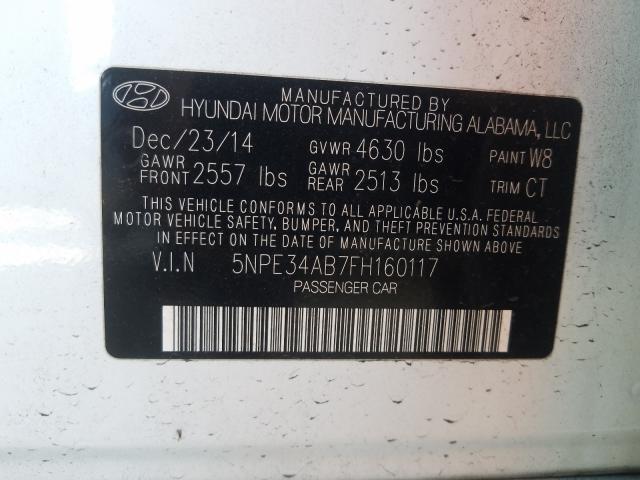 MANUFACTURED BY
HYUNDAI MOTOR MANUFACTURING ALABAMA, LLC
Dec/23/14 GVWR 4630 lbs PAINT W8
GAWR FRONT 2557 lbs GAWR REAR 2513 lbs TRIM CT
THIS VEHICLE CONFORMS TO ALL APPLICABLE U.S.A. FEDERAL
MOTOR VEHICLE SAFETY, BUMPER, AND THEFT PREVENTION STANDARDS
IN EFFECT ON THE DATE OF MANUFACTURE SHOWN ABOVE
V.I.N 5NPE34AB7FH160117
PASSENGER CAR